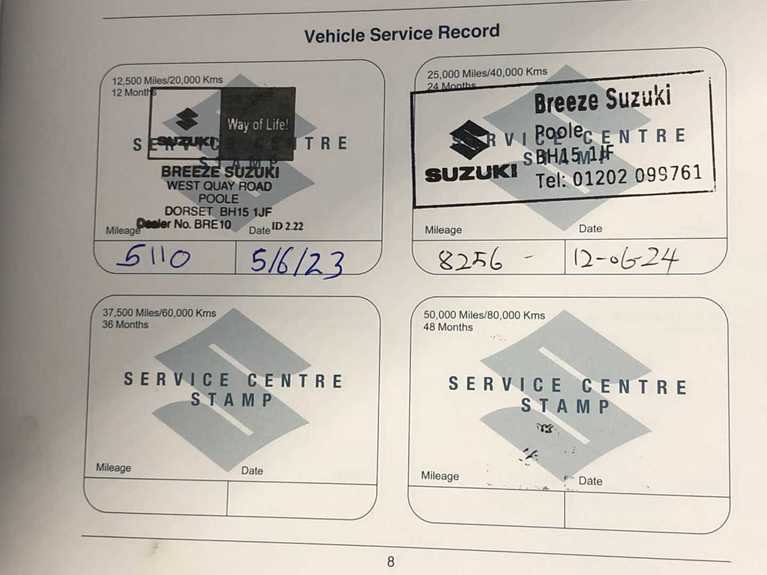 Vehicle Service Record
12,500 Miles/20,000 Kms
12 Months
SUZUKI
Way of Life!
SERVICE CENTRE
STAMP
BREEZE SUZUKI
WEST QUAY ROAD
POOLE
DORSET, BH15 1JF
Dealer No. BRE10
ID 2.22
Mileage
Date
5110
5/6/23
25,000 Miles/40,000 Kms
24 Months
SERVICE CENTRE
STAMP
SUZUKI
Breeze Suzuki
Poole
BH15 1JF
Tel: 01202 099761
Mileage
Date
8256 -
12-06-24
37,500 Miles/60,000 Kms
36 Months
SERVICE CENTRE
STAMP
Mileage
Date
50,000 Miles/80,000 Kms
48 Months
SERVICE CENTRE
STAMP
Mileage
Date
8